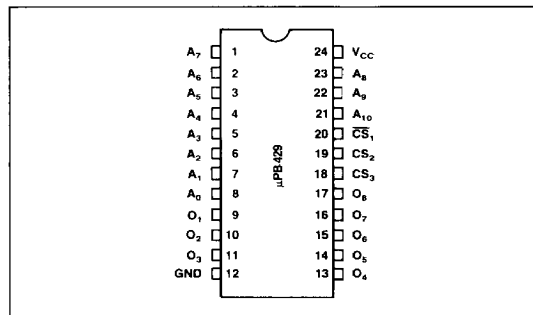 A₇ 1 24 V_CC
A₆ 2 23 A₈
A₅ 3 22 A₉
A₄ 4 21 A₁₀
A₃ 5 20 C̅S̅₁
A₂ 6 19 CS₂
A₁ 7 18 CS₃
A₀ 8 17 O₈
O₁ 9 16 O₇
O₂ 10 15 O₆
O₃ 11 14 O₅
GND 12 13 O₄
µPB429